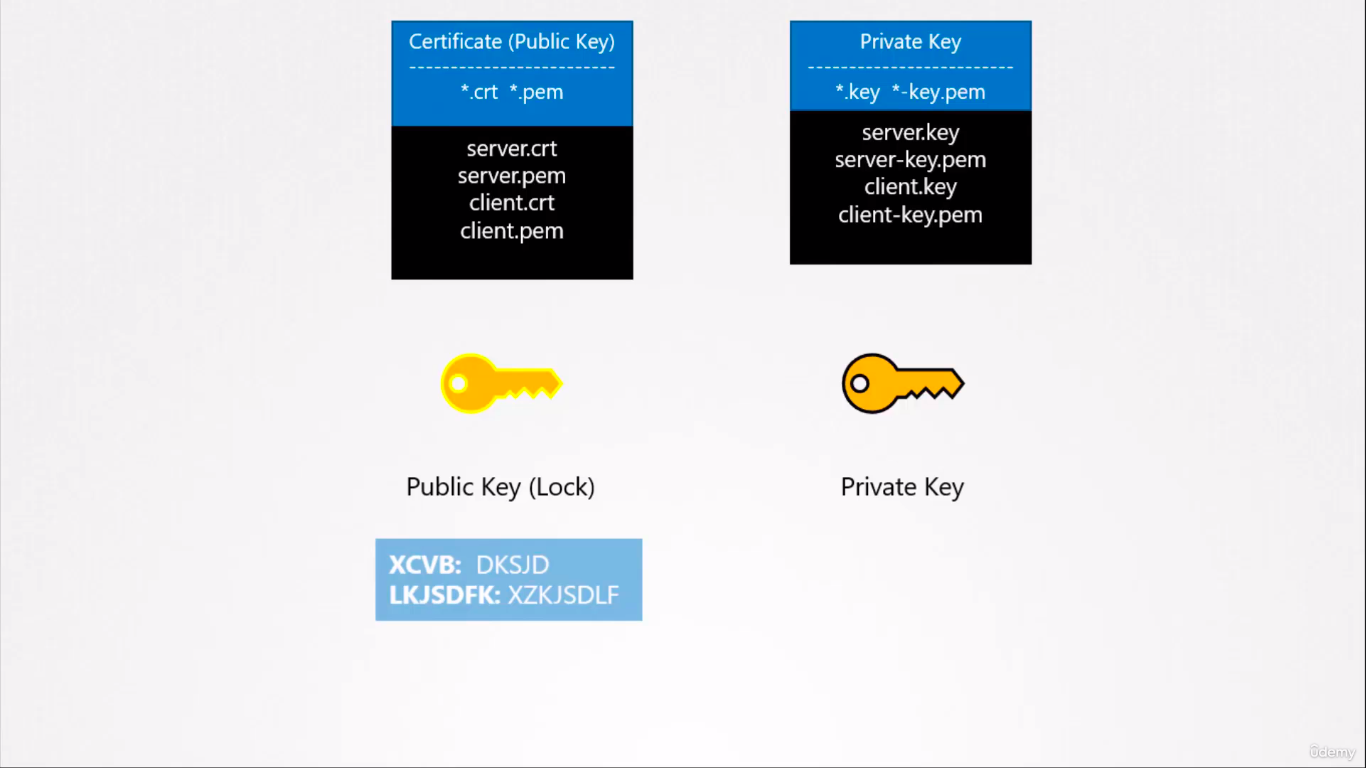 Certificate (Public Key)
------------------------
*.crt *.pem
server.crt
server.pem
client.crt
client.pem
Private Key
------------------------
*.key *-key.pem
server.key
server-key.pem
client.key
client-key.pem
Public Key (Lock)
Private Key
XCVB: DKSJD
LKJSDFK: XZKJSDLF
ûdemy